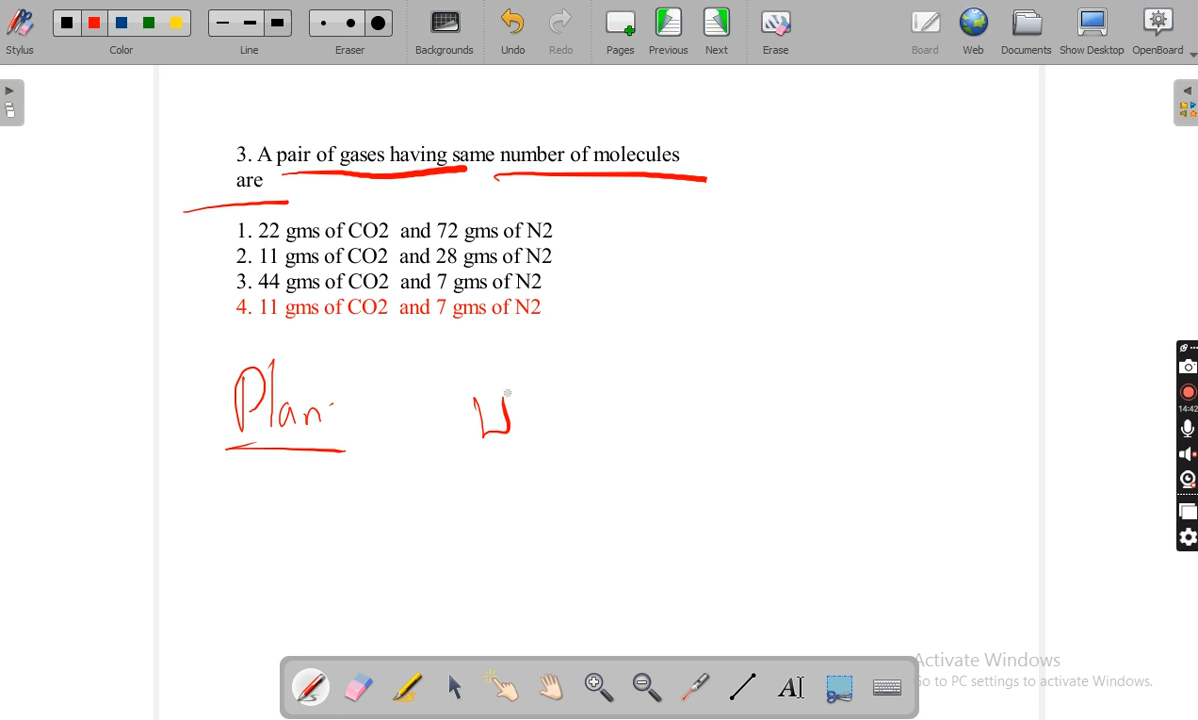 Stylus
Color
Line
Eraser
Backgrounds
Undo
Redo
Pages
Previous
Next
Erase
Board
Web
Documents
Show Desktop
OpenBoard
3. A pair of gases having same number of molecules
are
1. 22 gms of CO2 and 72 gms of N2
2. 11 gms of CO2 and 28 gms of N2
3. 44 gms of CO2 and 7 gms of N2
4. 11 gms of CO2 and 7 gms of N2
Plan
14:42
Activate Windows
Go to PC settings to activate Windows.